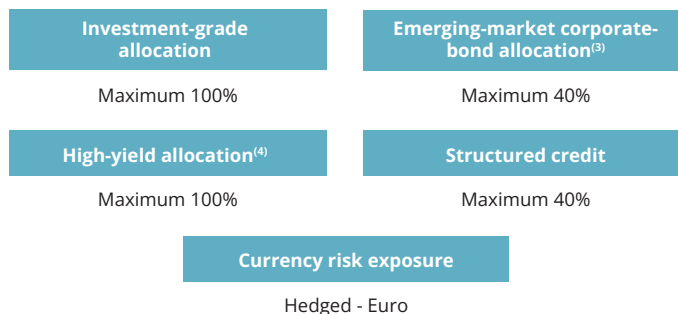 Investment-grade
allocation
Maximum 100%
Emerging-market corporate-
bond allocation(3)
Maximum 40%
High-yield allocation(4)
Maximum 100%
Structured credit
Maximum 40%
Currency risk exposure
Hedged - Euro